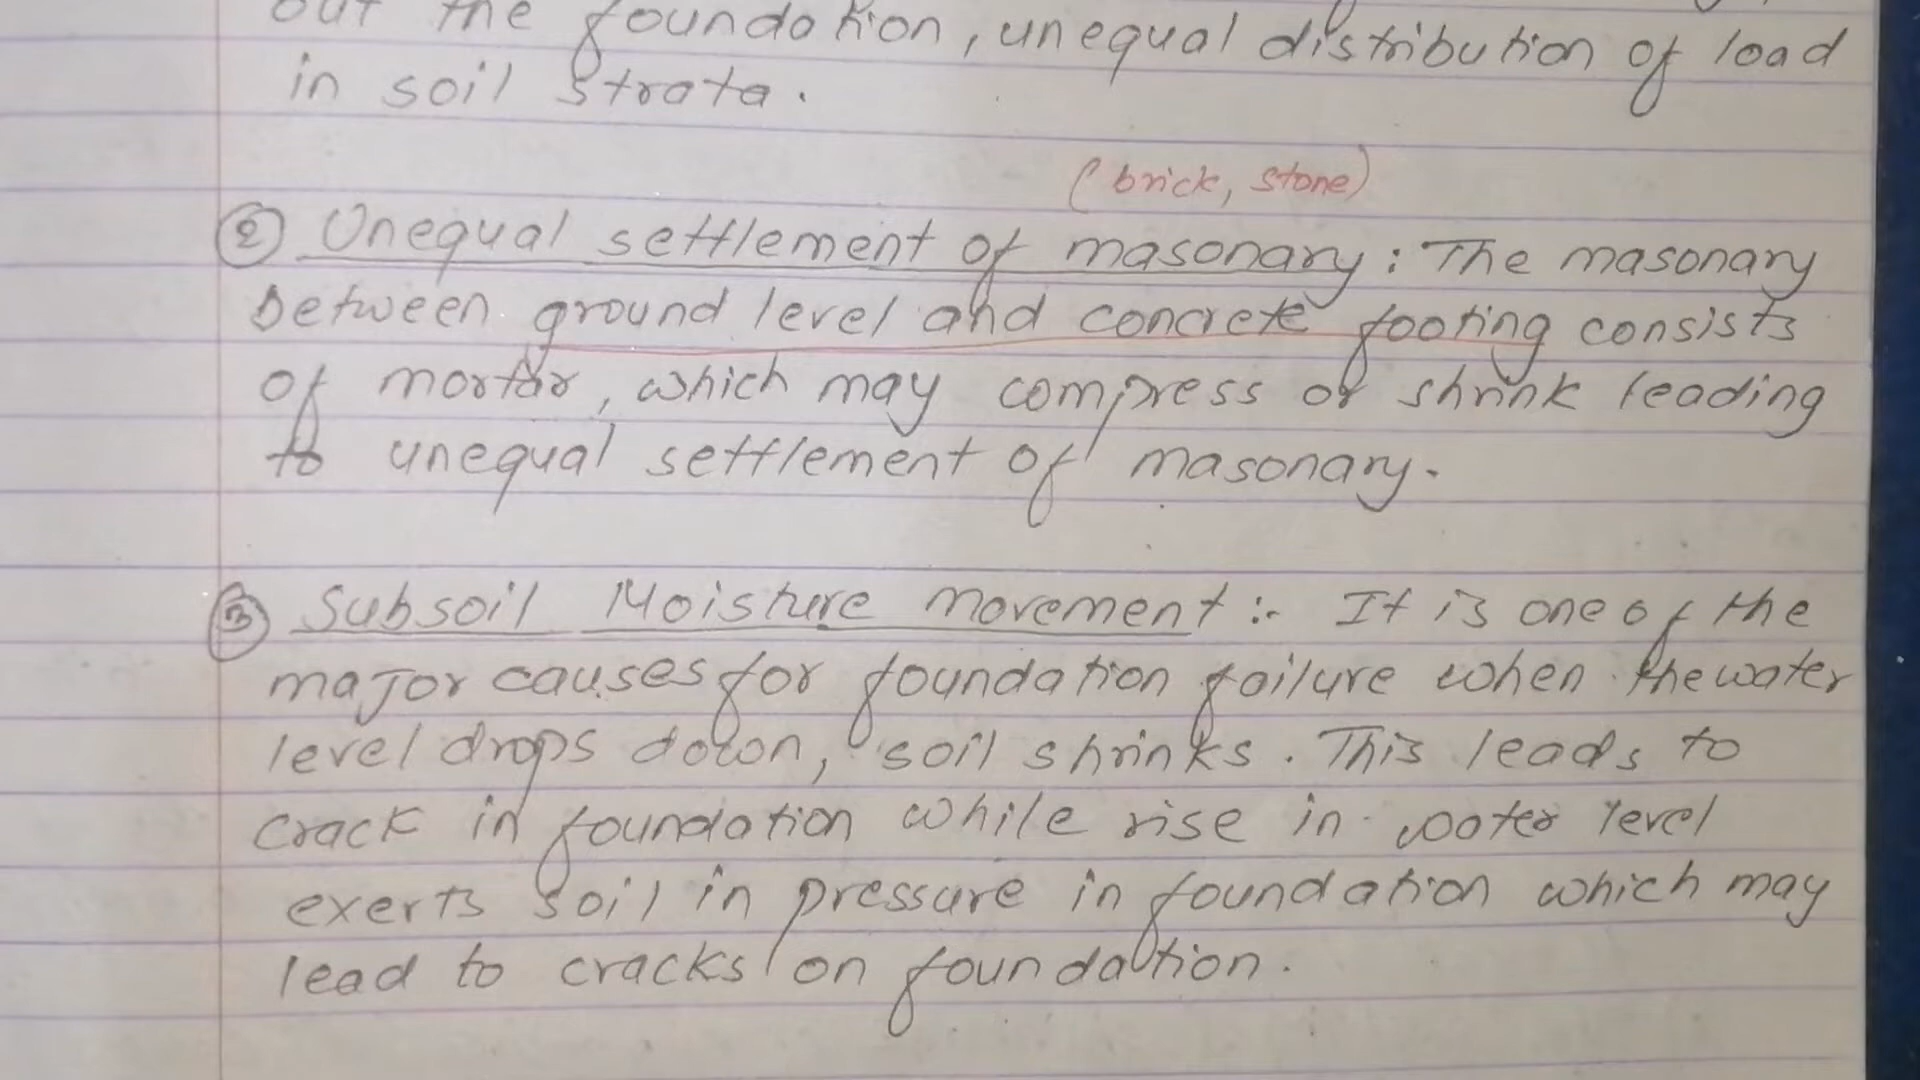 out the foundation, unequal distribution of load
in soil strata.
(brick, stone)
② Unequal settlement of masonary : The masonary
between ground level and concrete footing consists
of mortar, which may compress or shrink leading
to unequal settlement of masonary.
③ Subsoil Moisture movement :- It is one of the
major causes for foundation failure when the water
level drops down, soil shrinks. This leads to
crack in foundation while rise in water level
exerts soil in pressure in foundation which may
lead to cracks on foundation.